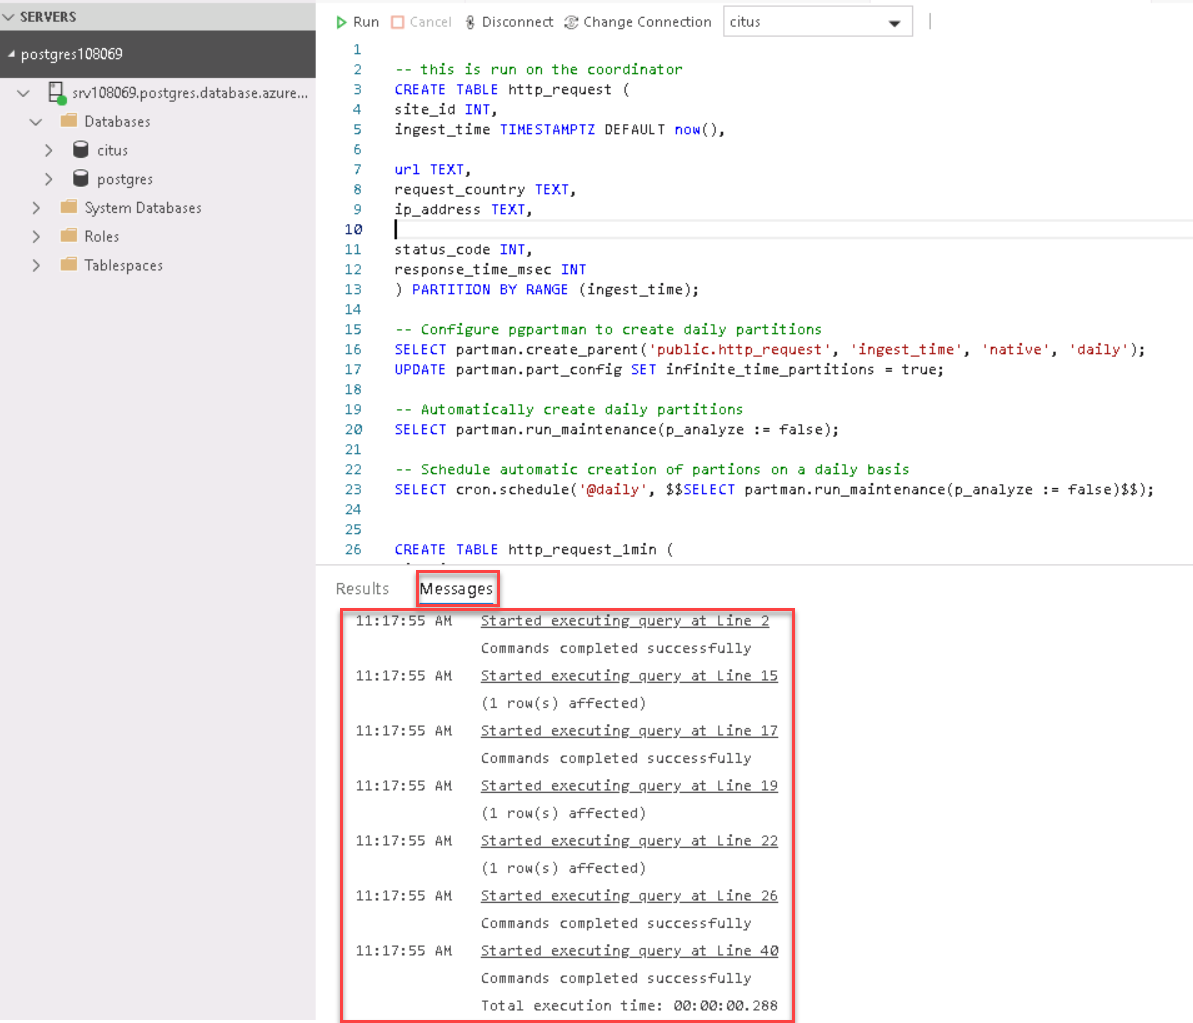 SERVERS
postgres108069
srv108069.postgres.database.azure...
Databases
citus
postgres
System Databases
Roles
Tablespaces
Run Cancel Disconnect Change Connection citus
1
2 -- this is run on the coordinator
3 CREATE TABLE http_request (
4 site_id INT,
5 ingest_time TIMESTAMPTZ DEFAULT now(),
6
7 url TEXT,
8 request_country TEXT,
9 ip_address TEXT,
10
11 status_code INT,
12 response_time_msec INT
13 ) PARTITION BY RANGE (ingest_time);
14
15 -- Configure pgpartman to create daily partitions
16 SELECT partman.create_parent('public.http_request', 'ingest_time', 'native', 'daily');
17 UPDATE partman.part_config SET infinite_time_partitions = true;
18
19 -- Automatically create daily partitions
20 SELECT partman.run_maintenance(p_analyze := false);
21
22 -- Schedule automatic creation of partions on a daily basis
23 SELECT cron.schedule('@daily', $$SELECT partman.run_maintenance(p_analyze := false)$$);
24
25
26 CREATE TABLE http_request_1min (
Results Messages
11:17:55 AM Started executing query at Line 2
Commands completed successfully
11:17:55 AM Started executing query at Line 15
(1 row(s) affected)
11:17:55 AM Started executing query at Line 17
Commands completed successfully
11:17:55 AM Started executing query at Line 19
(1 row(s) affected)
11:17:55 AM Started executing query at Line 22
(1 row(s) affected)
11:17:55 AM Started executing query at Line 26
Commands completed successfully
11:17:55 AM Started executing query at Line 40
Commands completed successfully
Total execution time: 00:00:00.288